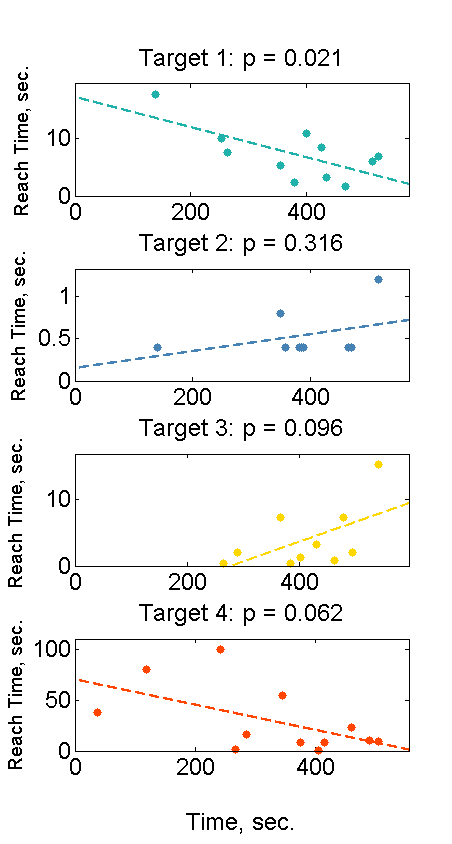 Target 1: p = 0.021
Reach Time, sec.
10
0
0 200 400
Target 2: p = 0.316
Reach Time, sec.
1
0.5
0
0 200 400
Target 3: p = 0.096
Reach Time, sec.
10
0
0 200 400
Target 4: p = 0.062
Reach Time, sec.
100
50
0
0 200 400
Time, sec.